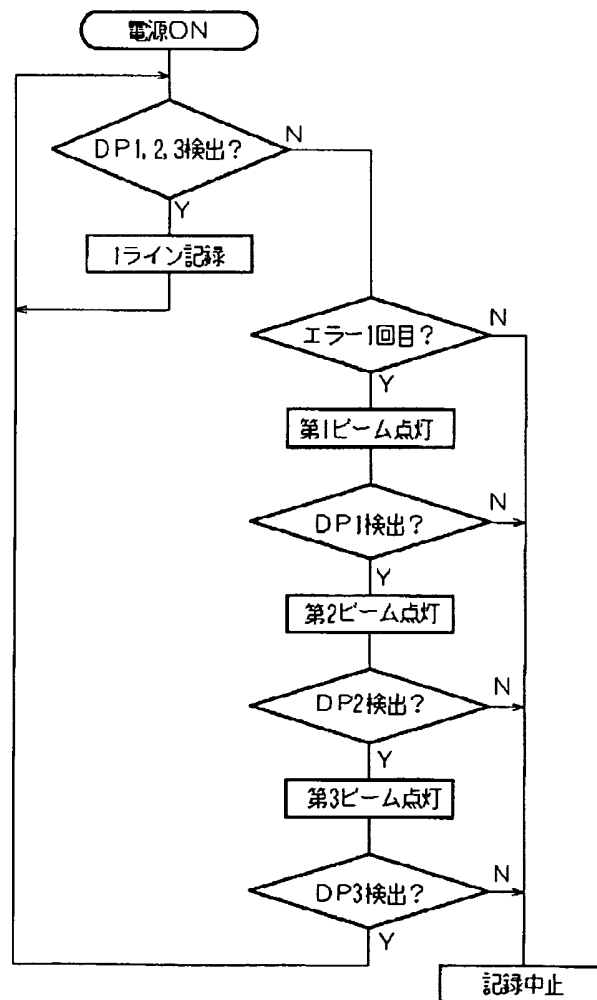 電源ON
DP1,2,3検出?
N
Y
1ライン記録
エラー1回目?
N
Y
第1ビーム点灯
DP1検出?
N
Y
第2ビーム点灯
DP2検出?
N
Y
第3ビーム点灯
DP3検出?
N
Y
記録中止